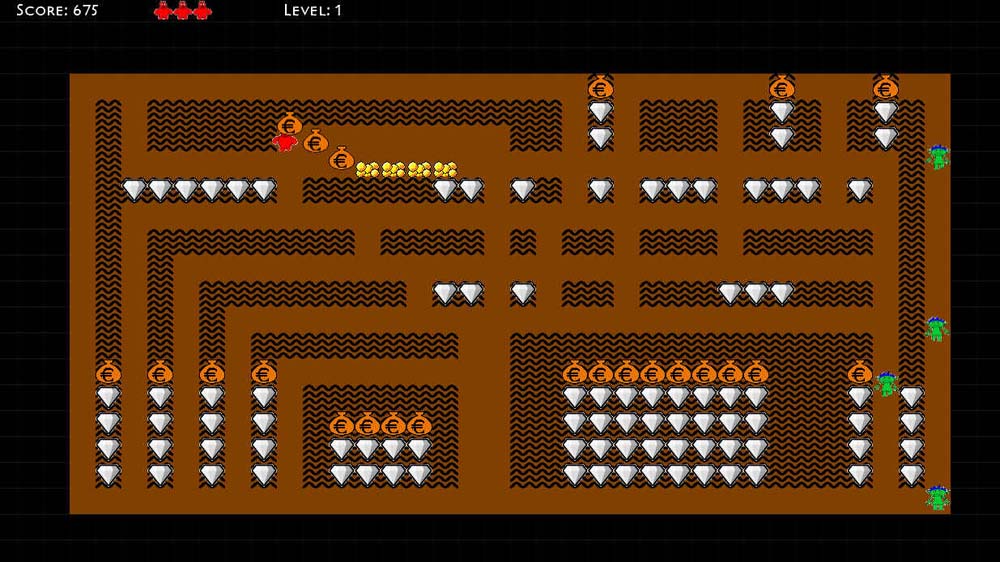 Score: 675
Level: 1
€
€
€
€ € €
€ € € € € € € € € € € € €
€ € € €